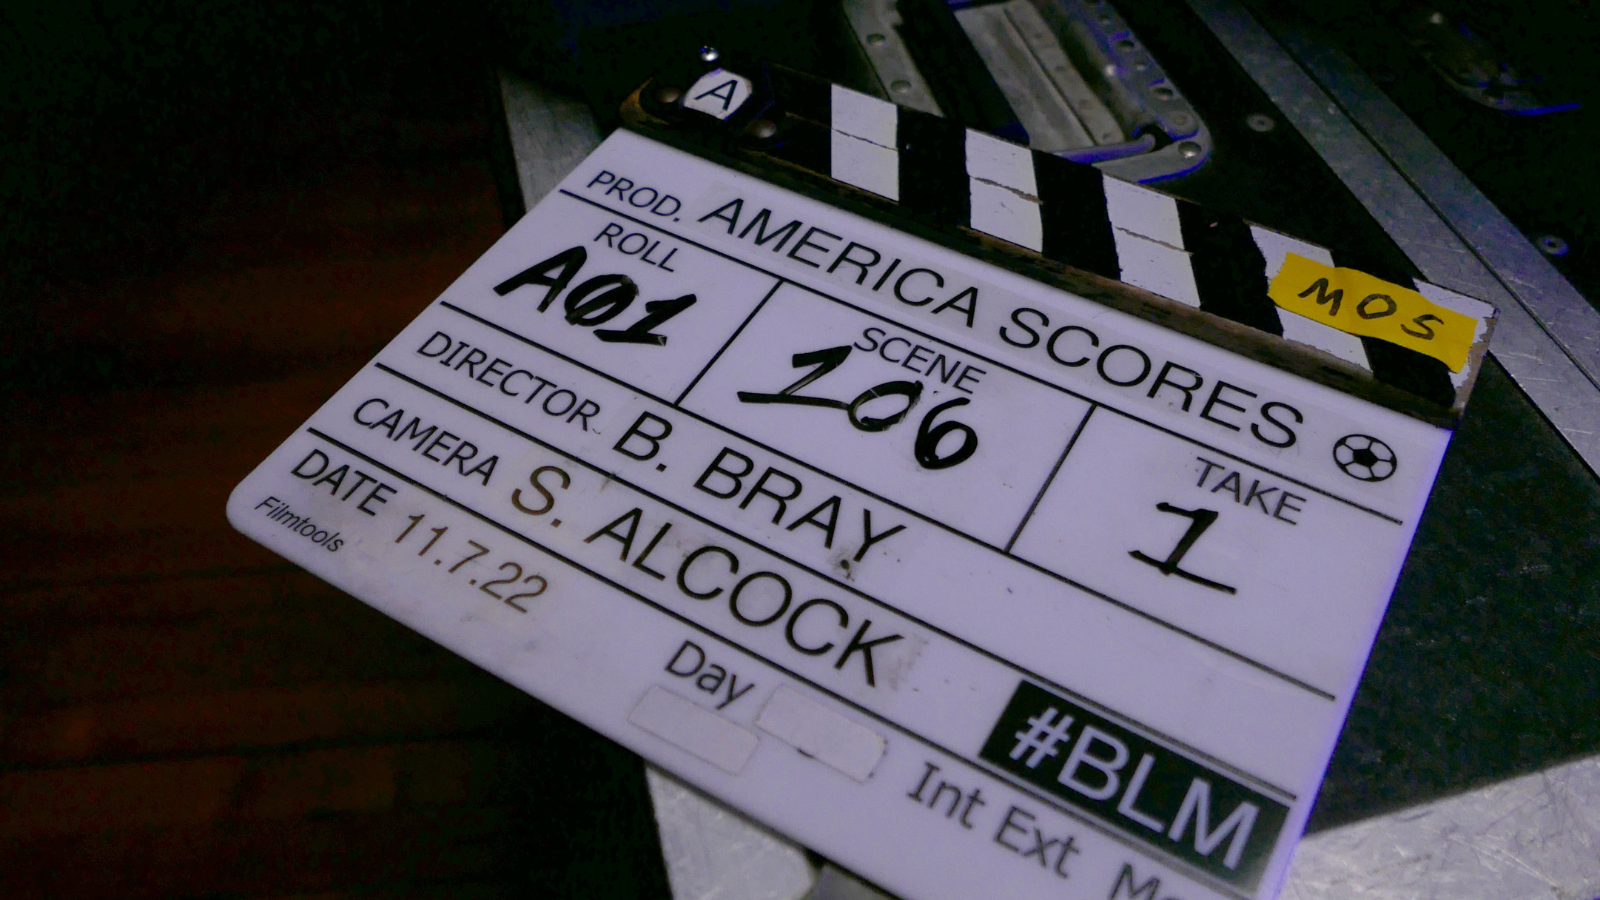 A
MOS
PROD. AMERICA SCORES
ROLL
A01
SCENE
106
TAKE
1
DIRECTOR B. BRAY
CAMERA S. ALCOCK
DATE 11.7.22
Filmtools
#BLM
Day
Int Ext